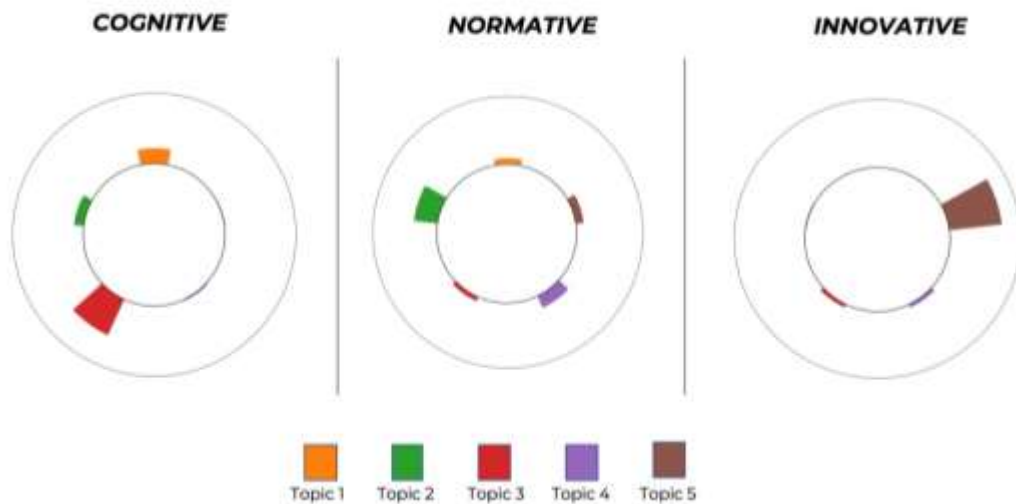 COGNITIVE
NORMATIVE
INNOVATIVE
Topic 1
Topic 2
Topic 3
Topic 4
Topic 5